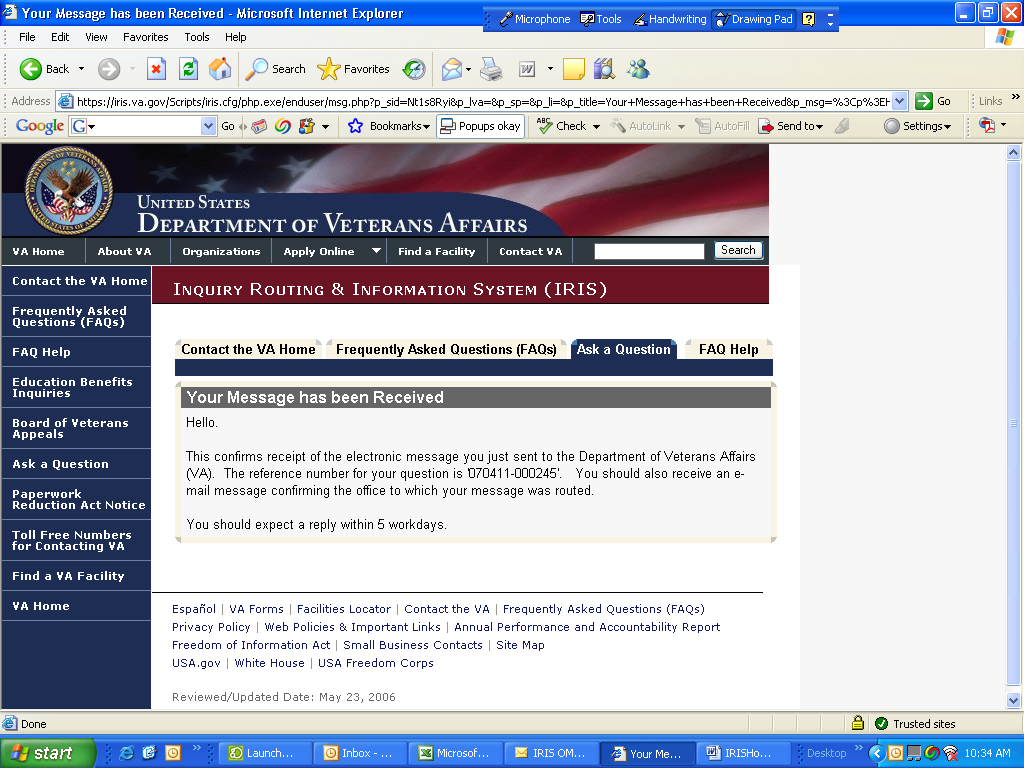 Your Message has been Received - Microsoft Internet Explorer
Microphone Tools Handwriting Drawing Pad ?
File Edit View Favorites Tools Help
Back Search Favorites W
Address https://iris.va.gov/Scripts/iris.cfg/php.exe/enduser/msg.php?p_sid=Nt1s8Ryi&p_lva=&p_sp=&p_li=&p_title=Your+Message+has+been+Received&p_msg=%3Cp%3EH Go Links »
Google G Go Bookmarks Popups okay ABC Check AutoLink AutoFill Send to Settings
UNITED STATES
DEPARTMENT OF VETERANS AFFAIRS
VA Home About VA Organizations Apply Online Find a Facility Contact VA Search
Contact the VA Home
Frequently Asked
Questions (FAQs)
FAQ Help
Education Benefits
Inquiries
Board of Veterans
Appeals
Ask a Question
Paperwork
Reduction Act Notice
Toll Free Numbers
for Contacting VA
Find a VA Facility
VA Home
INQUIRY ROUTING & INFORMATION SYSTEM (IRIS)
Contact the VA Home Frequently Asked Questions (FAQs) Ask a Question FAQ Help
Your Message has been Received
Hello.
This confirms receipt of the electronic message you just sent to the Department of Veterans Affairs
(VA). The reference number for your question is '070411-000245'. You should also receive an e-
mail message confirming the office to which your message was routed.
You should expect a reply within 5 workdays.
Español | VA Forms | Facilities Locator | Contact the VA | Frequently Asked Questions (FAQs)
Privacy Policy | Web Policies & Important Links | Annual Performance and Accountability Report
Freedom of Information Act | Small Business Contacts | Site Map
USA.gov | White House | USA Freedom Corps
Reviewed/Updated Date: May 23, 2006
Done Trusted sites
start » Launch... Inbox - ... Microsof... IRIS OM... Your Me... IRISHo... Desktop » 10:34 AM